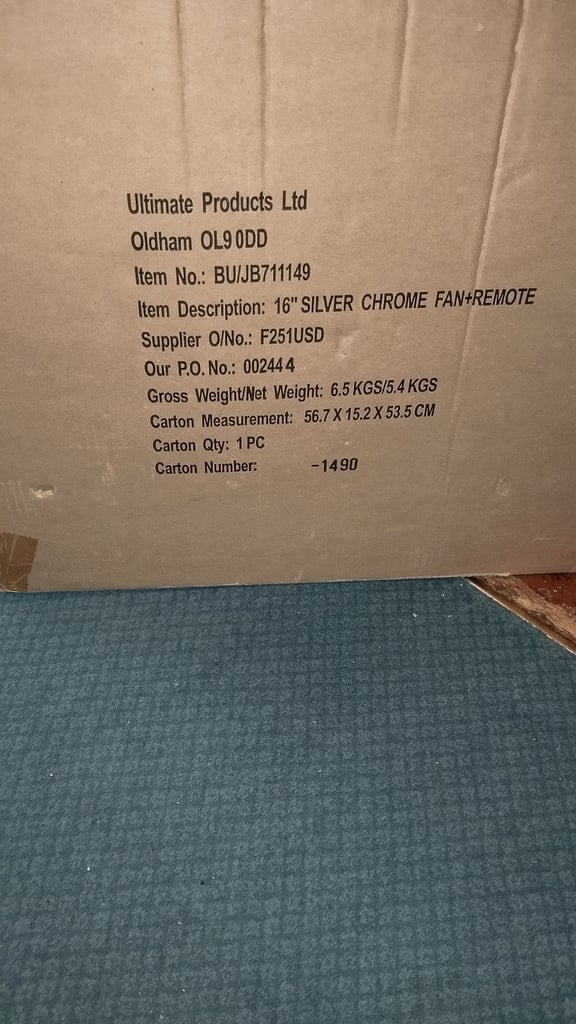 Ultimate Products Ltd
Oldham OL9 0DD
Item No.: BU/JB711149
Item Description: 16" SILVER CHROME FAN+REMOTE
Supplier O/No.: F251USD
Our P.O. No.: 002444
Gross Weight/Net Weight: 6.5 KGS/5.4 KGS
Carton Measurement: 56.7 X 15.2 X 53.5 CM
Carton Qty: 1 PC
Carton Number: -1490